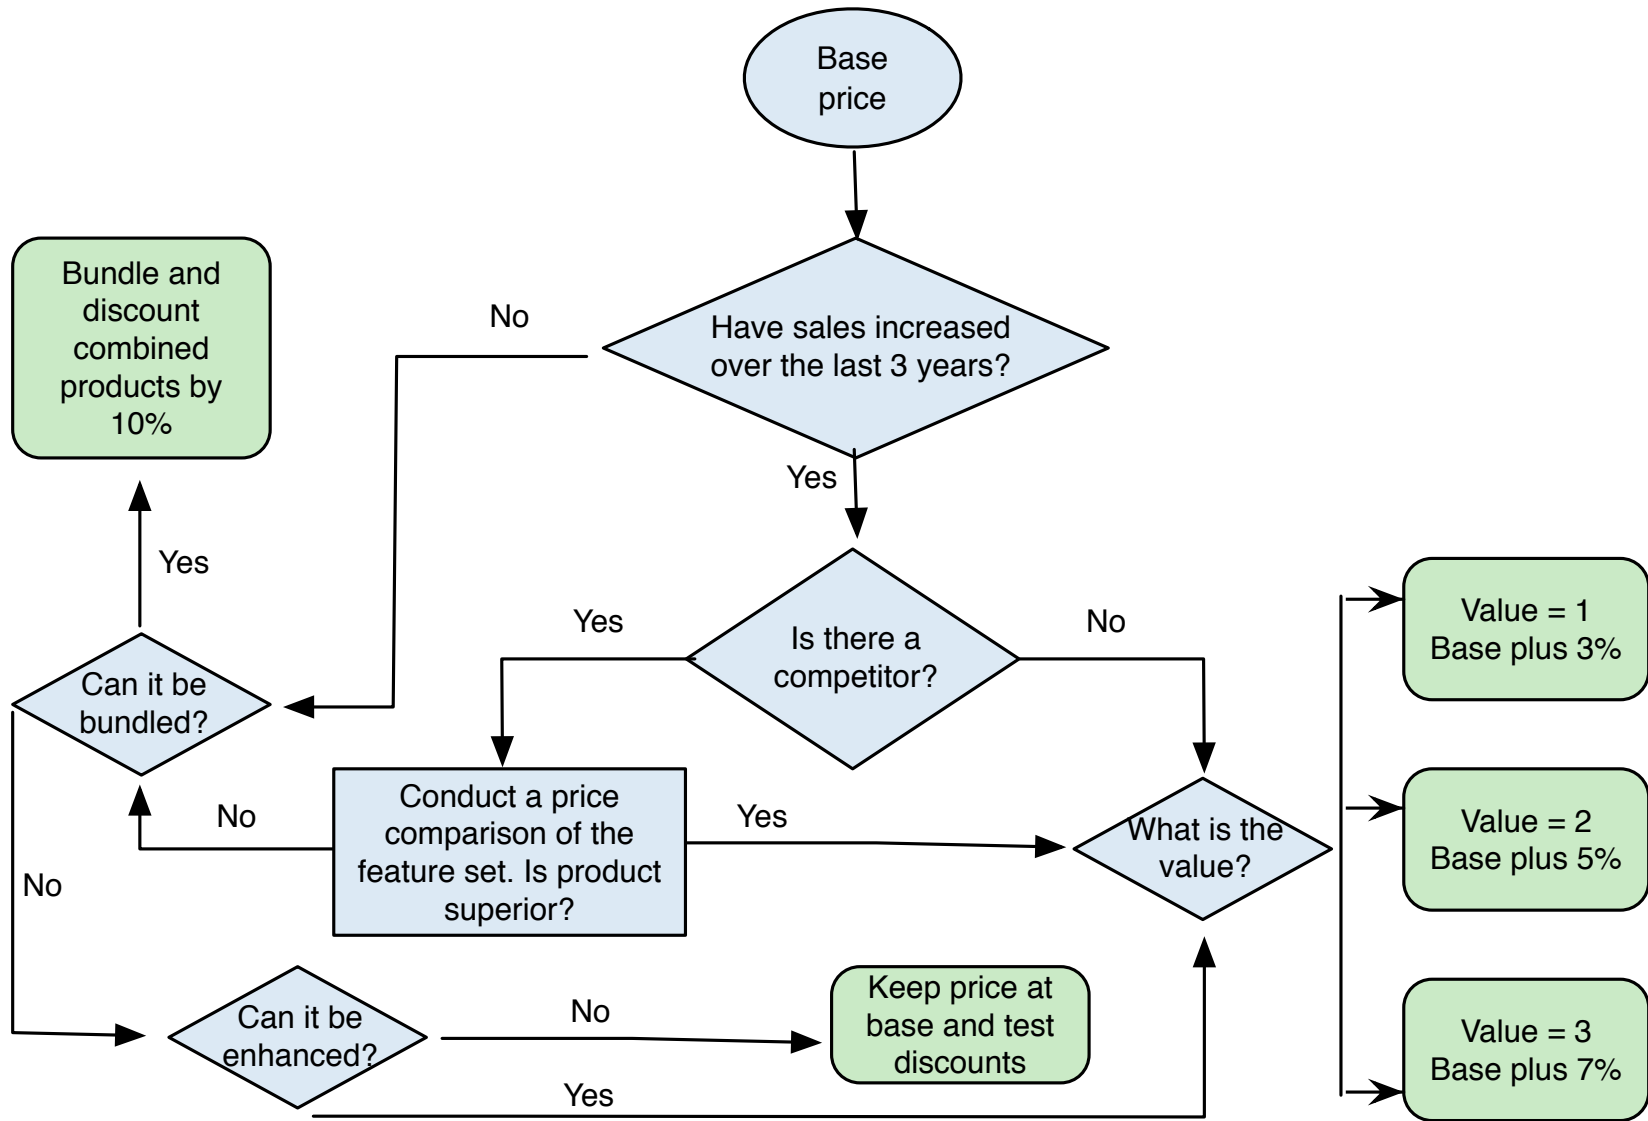 Base
price
Have sales increased
over the last 3 years?
No
Yes
Bundle and
discount
combined
products by
10%
Yes
Can it be
bundled?
Is there a
competitor?
Yes
No
Conduct a price
comparison of the
feature set. Is product
superior?
No
Yes
What is the
value?
Value = 1
Base plus 3%
Value = 2
Base plus 5%
Value = 3
Base plus 7%
No
Can it be
enhanced?
No
Keep price at
base and test
discounts
Yes